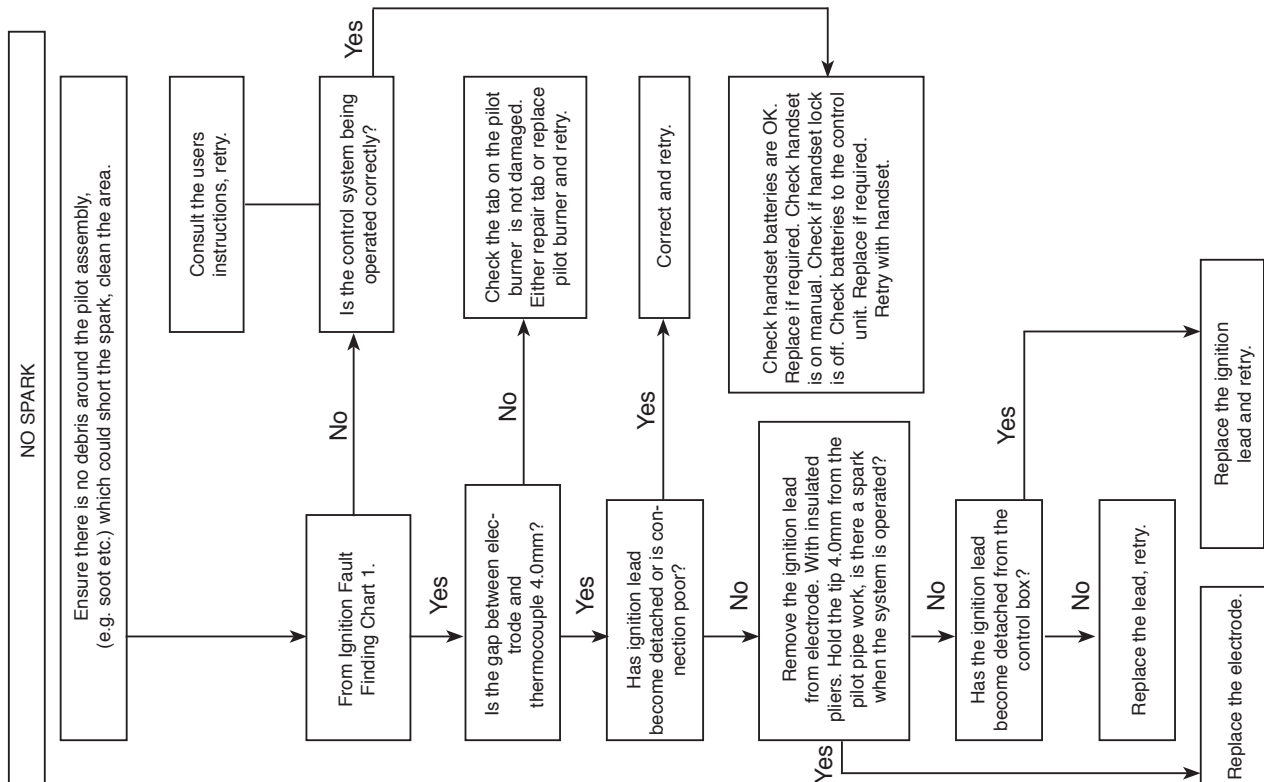 NO SPARK
Ensure there is no debris around the pilot assembly,
(e.g. soot etc.) which could short the spark, clean the area.
Consult the users
instructions, retry.
From Ignition Fault
Finding Chart 1.
No
Is the control system being
operated correctly?
Yes
Yes
Is the gap between elec-
trode and
thermocouple 4.0mm?
No
Check the tab on the pilot
burner is not damaged.
Either repair tab or replace
pilot burner and retry.
Yes
Has ignition lead
become detached or is con-
nection poor?
Yes
Correct and retry.
No
Check handset batteries are OK.
Replace if required. Check handset
is on manual. Check if handset lock
is off. Check batteries to the control
unit. Replace if required.
Retry with handset.
Remove the ignition lead
from electrode. With insulated
pliers. Hold the tip 4.0mm from the
pilot pipe work, is there a spark
when the system is operated?
Yes
No
Has the ignition lead
become detached from the
control box?
Yes
No
Replace the lead, retry.
Replace the electrode.
Replace the ignition
lead and retry.